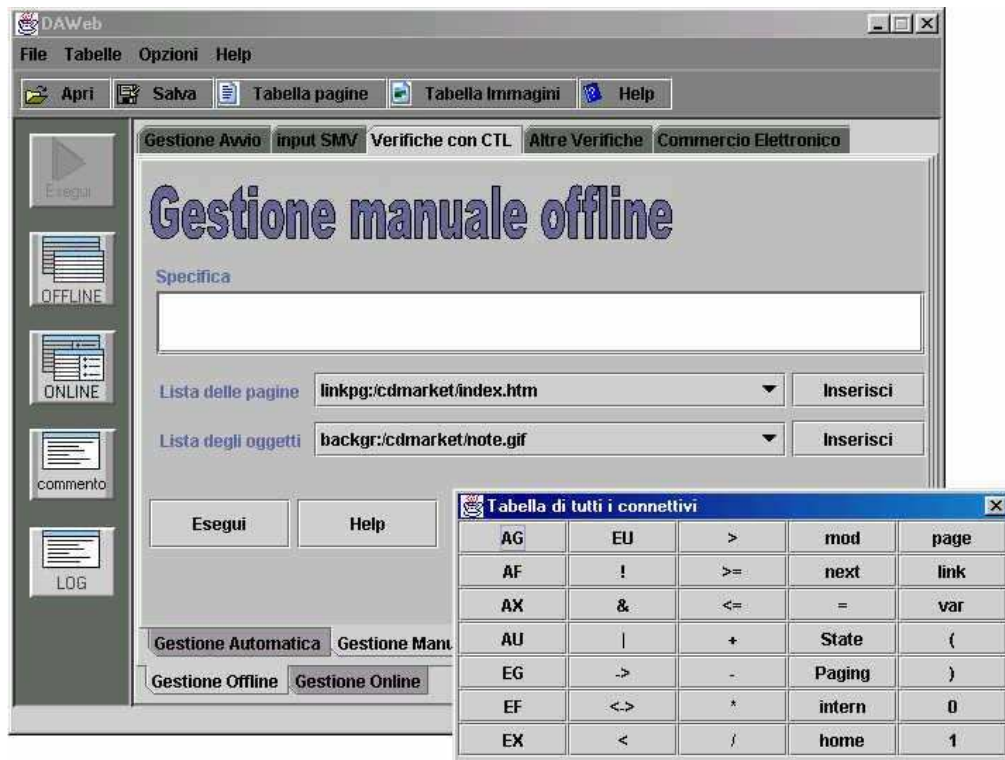 DAWeb
File Tabelle Opzioni Help
Apri Salva Tabella pagine Tabella Immagini Help
Gestione Avvio input SMV Verifiche con CTL Altre Verifiche Commercio Elettronico
Esegui
OFFLINE
ONLINE
commento
LOG
Gestione manuale offline
Specifica
Lista delle pagine linkpg:/cdmarket/index.htm Inserisci
Lista degli oggetti backgr:/cdmarket/note.gif Inserisci
Esegui Help
Gestione Automatica Gestione Manu
Gestione Offline Gestione Online
Tabella di tutti i connettivi
AG EU > mod page
AF ! >= next link
AX & <= = var
AU | + State (
EG -> - Paging )
EF <-> * intern 0
EX < / home 1